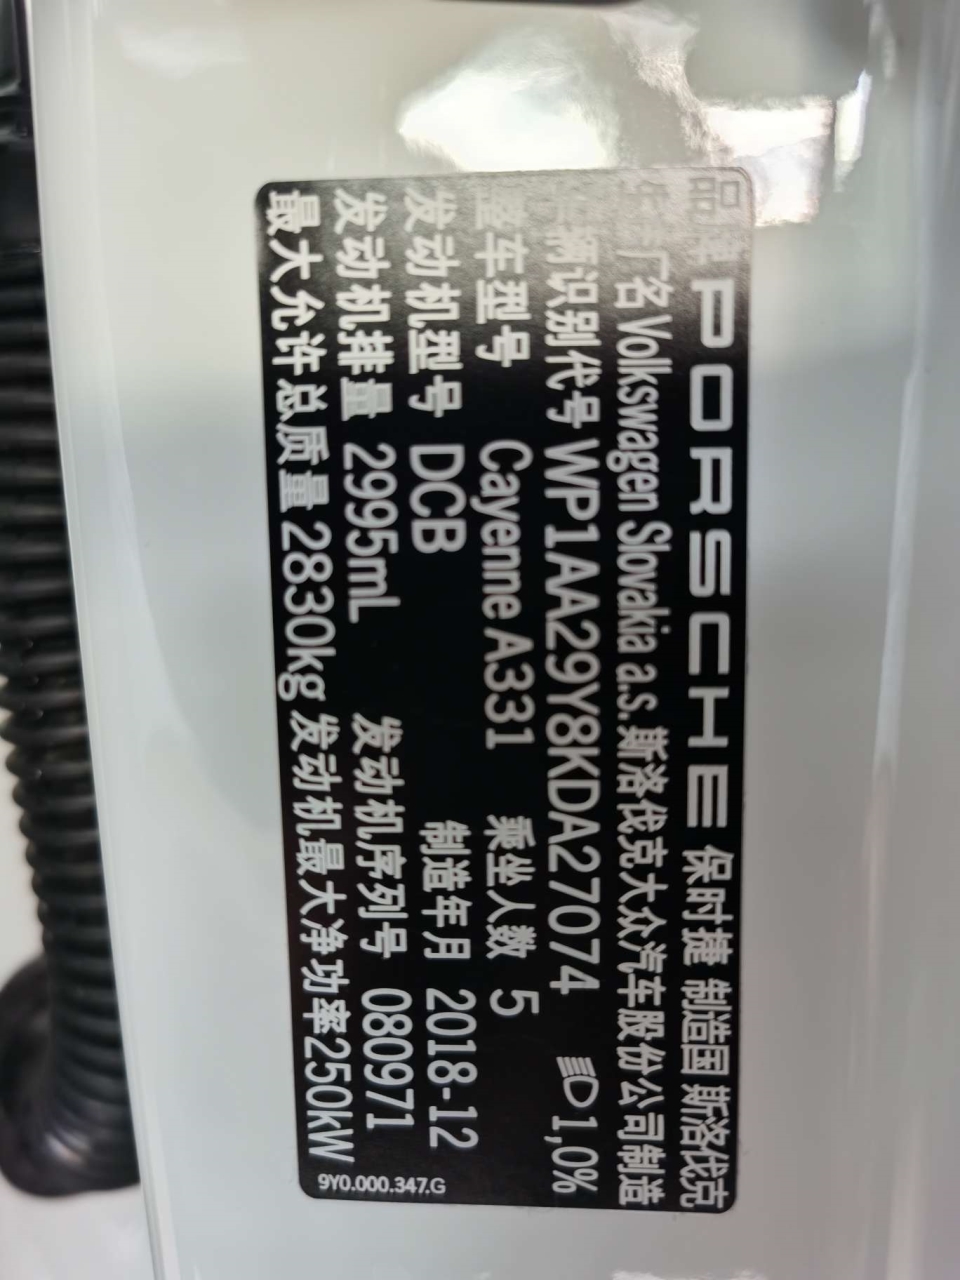 品牌 PORSCHE 保时捷 制造国 斯洛伐克
生产厂名 Volkswagen Slovakia a.s. 斯洛伐克大众汽车股份公司制造
车辆识别代号 WP1AA29Y8KDA27074 1,0%
整车型号 Cayenne A331 乘坐人数 5
发动机型号 DCB 制造年月 2018-12
发动机排量 2995mL 发动机序列号 080971
最大允许总质量 2830kg 发动机最大净功率250kW
9Y0.000.347.G